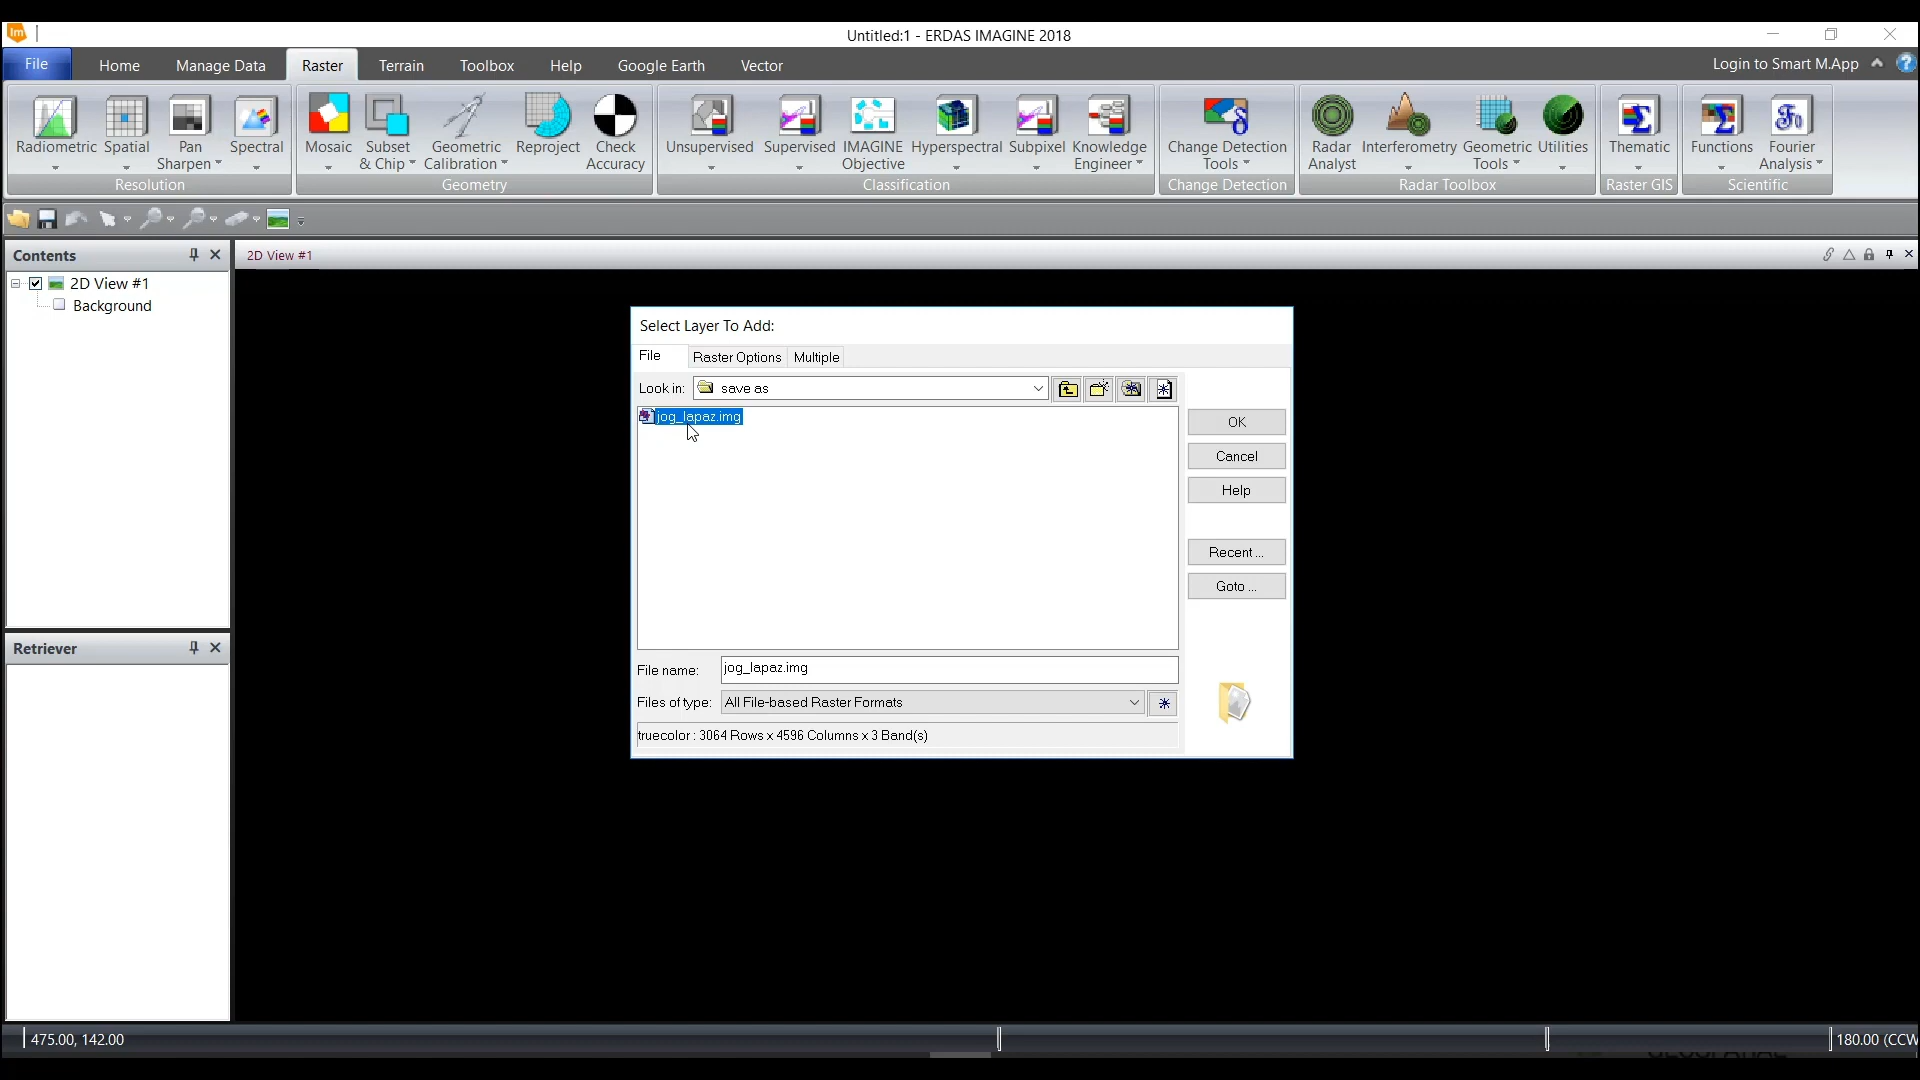 Im
Untitled:1 - ERDAS IMAGINE 2018
File Home Manage Data Raster Terrain Toolbox Help Google Earth Vector Login to Smart M.App ?
Radiometric Spatial Pan Sharpen Spectral
Resolution
Mosaic Subset & Chip Geometric Calibration Reproject Check Accuracy
Geometry
Unsupervised Supervised IMAGINE Objective Hyperspectral Subpixel Knowledge Engineer
Classification
Change Detection Tools
Change Detection
Radar Analyst Interferometry Geometric Tools Utilities
Radar Toolbox
Thematic
Raster GIS
Functions Fourier Analysis
Scientific
Contents
2D View #1
Background
Retriever
2D View #1
Select Layer To Add:
File Raster Options Multiple
Look in: save as
jog_lapaz.img
OK
Cancel
Help
Recent ...
Goto ...
File name: jog_lapaz.img
Files of type: All File-based Raster Formats
truecolor : 3064 Rows x 4596 Columns x 3 Band(s)
475.00, 142.00
180.00 (CCW